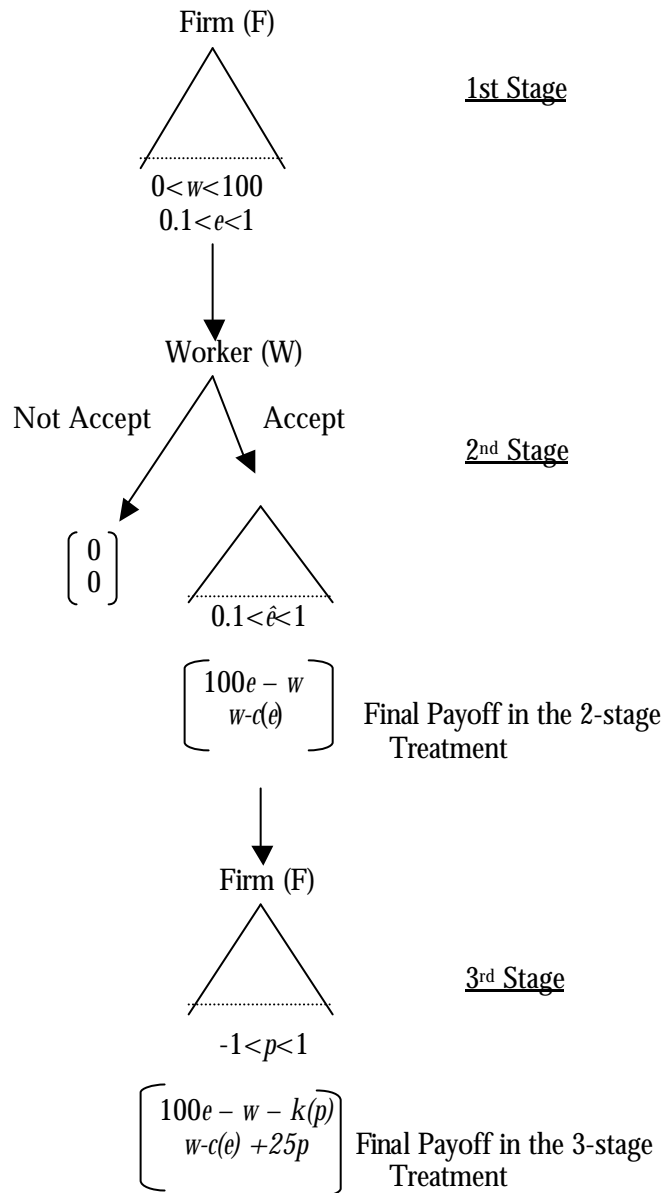 Firm (F)
1st Stage
0<w<100
0.1<e<1
Worker (W)
Not Accept
Accept
2nd Stage
0
0
0.1<ê<1
100e – w
w-c(e)
Final Payoff in the 2-stage
Treatment
Firm (F)
3rd Stage
-1<p<1
100e – w – k(p)
w-c(e) +25p
Final Payoff in the 3-stage
Treatment